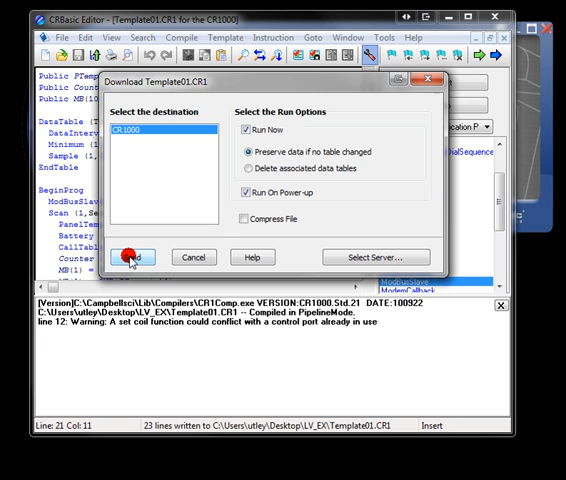 CRBasic Editor - [Template01.CR1 for the CR1000]
File Edit View Search Compile Template Instruction Goto Window Tools Help
Public PTemp
Public Count
Public MB(10
DataTable (T
DataInterv
Minimum (1
Sample (1,
EndTable
BeginProg
ModBusSlav
Scan (1,Se
PanelTem
Battery
CallTabl
Counter
MB(1) =
Download Template01.CR1
Select the destination
CR1000
Select the Run Options
Run Now
Preserve data if no table changed
Delete associated data tables
Run On Power-up
Compress File
Cancel
Help
Select Server...
ication P
DialSequence
ModBusSlave
ModemCallback
[Version]C:\Campbellsci\Lib\Compilers\CR1Comp.exe VERSION:CR1000.Std.21 DATE:100922
C:\Users\utley\Desktop\LV_EX\Template01.CR1 -- Compiled in PipelineMode.
line 12: Warning: A set coil function could conflict with a control port already in use
Line: 21 Col: 11
23 lines written to C:\Users\utley\Desktop\LV_EX\Template01.CR1
Insert